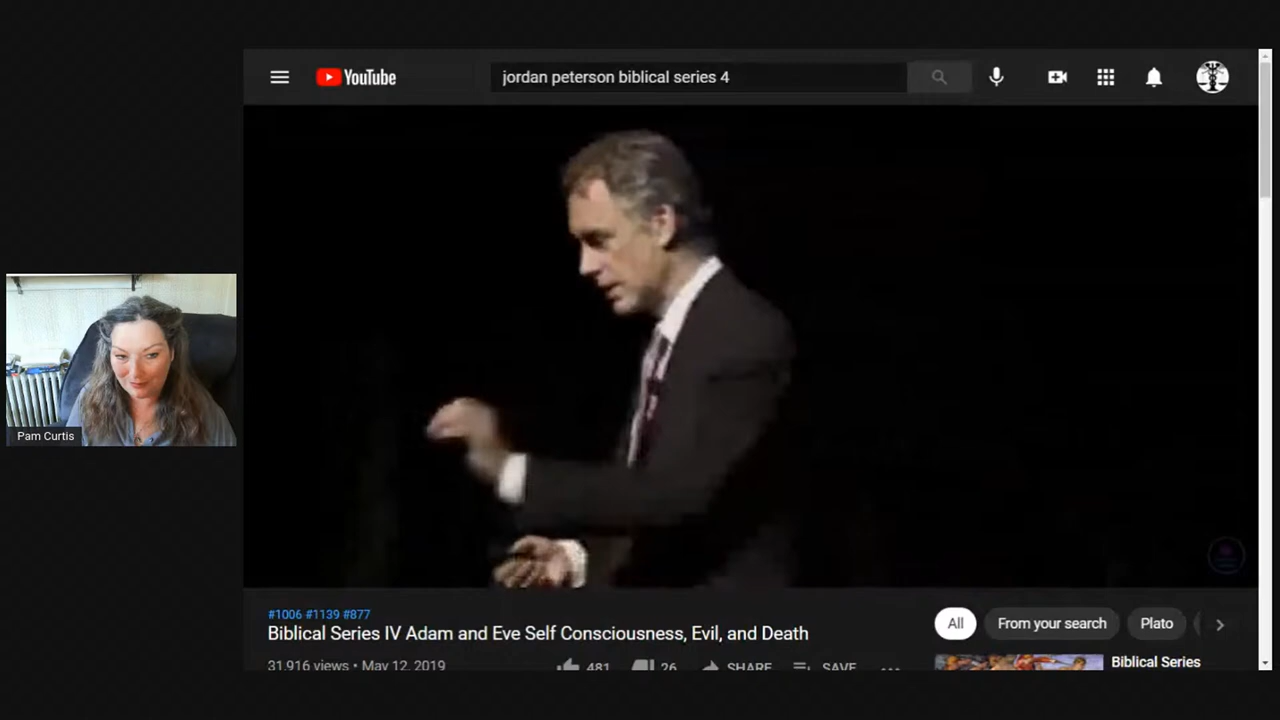 YouTube
jordan peterson biblical series 4
Pam Curtis
#1006 #1139 #877
Biblical Series IV Adam and Eve Self Consciousness, Evil, and Death
31,916 views • May 12, 2019
481
26
SHARE
SAVE
All
From your search
Plato
Biblical Series